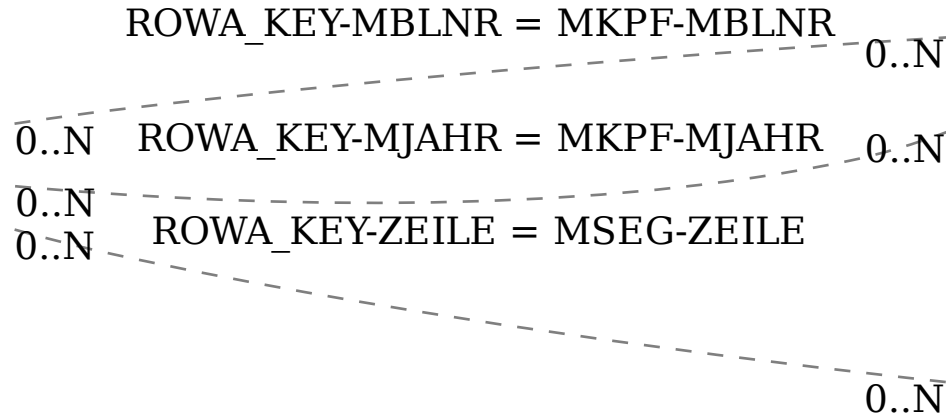 ROWA_KEY-MBLNR = MKPF-MBLNR
0..N
0..N
ROWA_KEY-MJAHR = MKPF-MJAHR
0..N
0..N
ROWA_KEY-ZEILE = MSEG-ZEILE
0..N
0..N